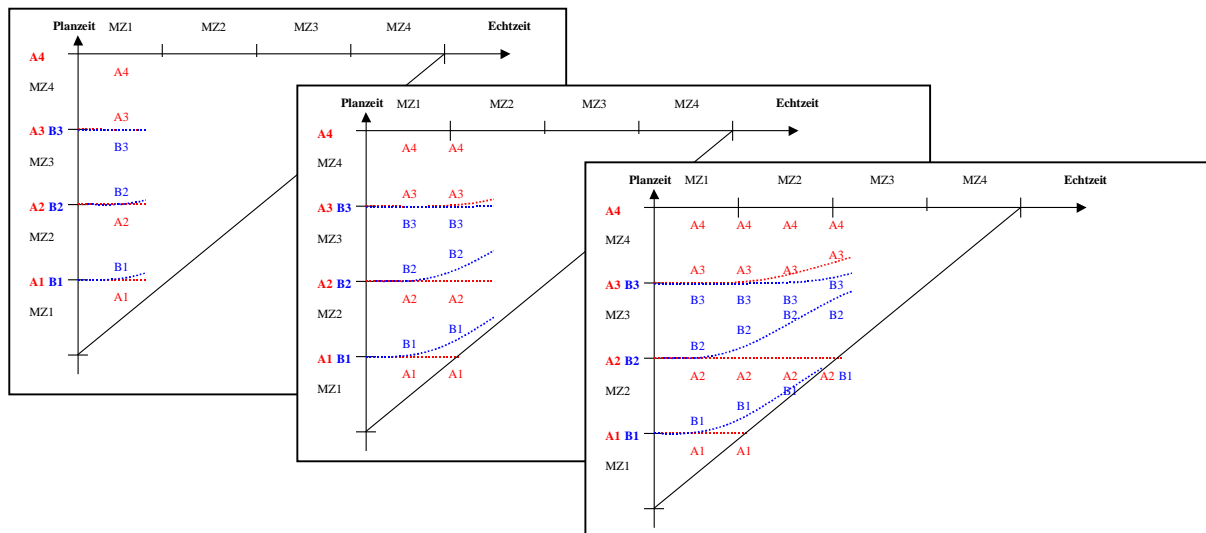 Planzeit MZ1 MZ2 MZ3 MZ4 Echtzeit
A4
A4
MZ4
A3
A3 B3
B3
MZ3
B2
A2 B2
A2
MZ2
B1
A1 B1
A1
MZ1
Planzeit MZ1 MZ2 MZ3 MZ4 Echtzeit
A4
A4 A4
MZ4
A3 A3
A3 B3
B3 B3
MZ3
B2
B2
A2 B2
A2 A2
MZ2
B1
B1
A1 B1
A1 A1
MZ1
Planzeit MZ1 MZ2 MZ3 MZ4 Echtzeit
A4
A4 A4 A4 A4
MZ4
A3
A3 A3 A3
A3 B3
B3
B3 B3 B3
MZ3 B2 B2
B2
B2
A2 B2
A2 A2 A2 A2 B1
MZ2 B1
B1
B1
A1 B1
A1 A1
MZ1